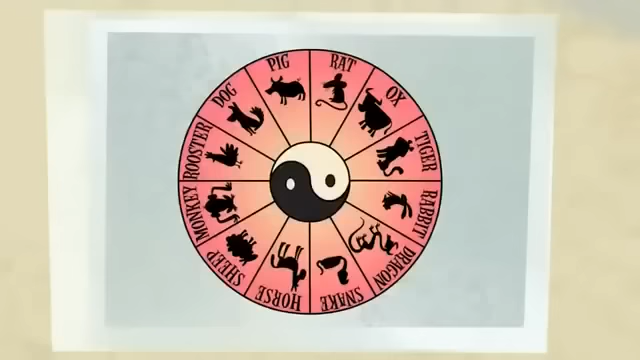 RAT
OX
TIGER
RABBIT
DRAGON
SNAKE
HORSE
SHEEP
MONKEY
ROOSTER
DOG
PIG